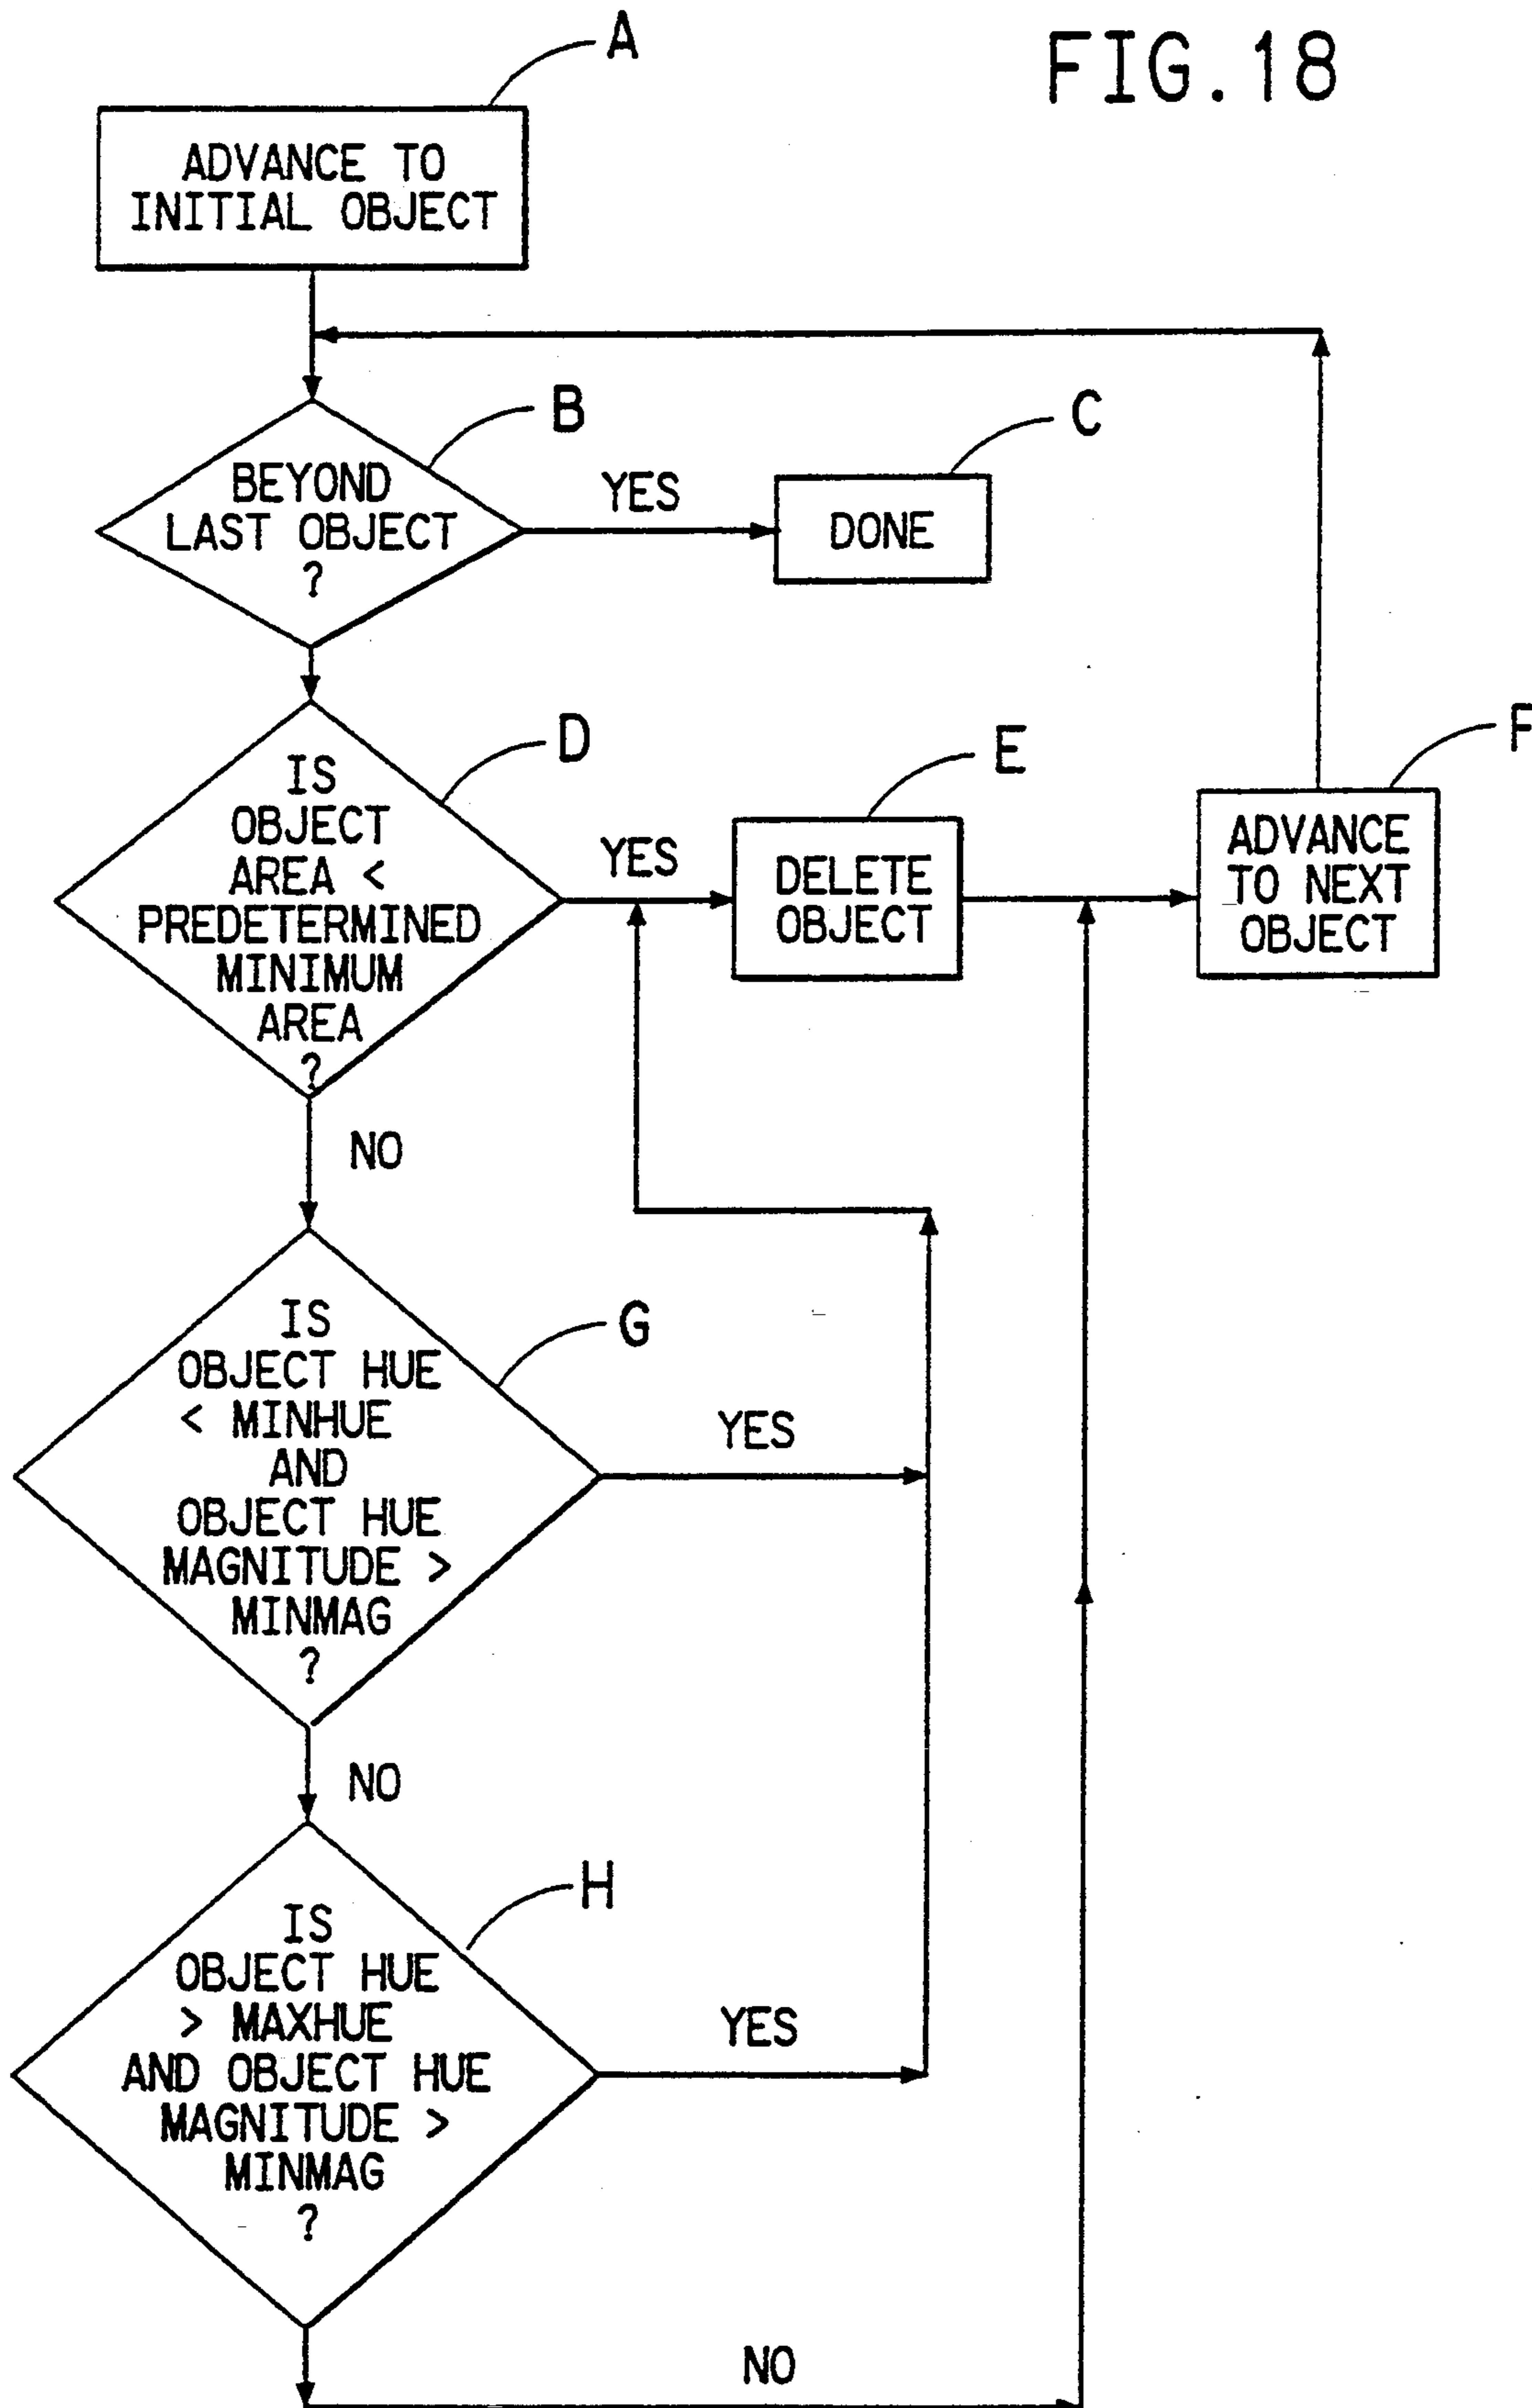 FIG.18
A
ADVANCE TO
INITIAL OBJECT
B
BEYOND
LAST OBJECT
?
YES
C
DONE
D
IS
OBJECT
AREA <
PREDETERMINED
MINIMUM
AREA
?
YES
E
DELETE
OBJECT
F
ADVANCE
TO NEXT
OBJECT
NO
G
IS
OBJECT HUE
< MINHUE
AND
OBJECT HUE
MAGNITUDE >
MINMAG
?
YES
NO
H
IS
OBJECT HUE
> MAXHUE
AND OBJECT HUE
MAGNITUDE >
MINMAG
?
YES
NO